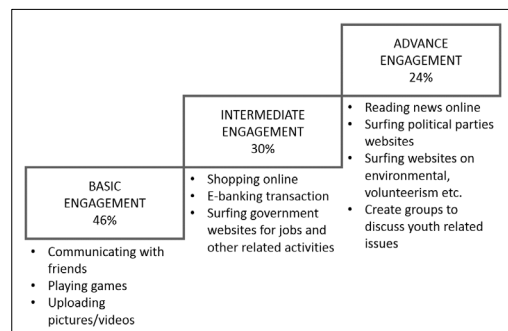 ADVANCE
ENGAGEMENT
24%
• Reading news online
• Surfing political parties
websites
• Surfing websites on
environmental,
volunteerism etc.
• Create groups to
discuss youth related
issues
INTERMEDIATE
ENGAGEMENT
30%
• Shopping online
• E-banking transaction
• Surfing government
websites for jobs and
other related activities
BASIC
ENGAGEMENT
46%
• Communicating with
friends
• Playing games
• Uploading
pictures/videos